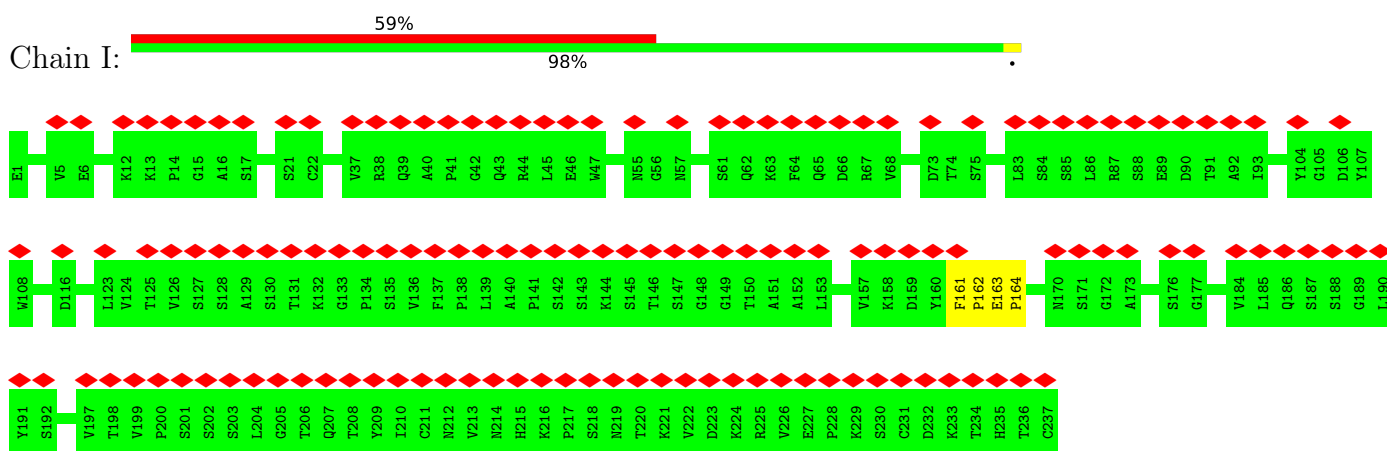 59%
Chain I:
98% .
E1 V5 E6 K12 K13 P14 G15 A16 S17 S21 C22 V37 R38 Q39 A40 P41 G42 Q43 R44 L45 E46 W47 N55 G56 N57 S61 Q62 K63 F64 Q65 D66 R67 V68 D73 T74 S75 L83 S84 S85 L86 R87 S88 E89 D90 T91 A92 I93 Y104 G105 D106 Y107
W108 D116 L123 V124 T125 V126 S127 S128 A129 S130 T131 K132 G133 P134 S135 V136 F137 P138 L139 A140 P141 S142 S143 K144 S145 T146 S147 G148 G149 T150 A151 A152 L153 V157 K158 D159 Y160 F161 P162 E163 P164 N170 S171 G172 A173 S176 G177 V184 L185 Q186 S187 S188 G189 L190
Y191 S192 V197 T198 V199 P200 S201 S202 S203 L204 G205 T206 Q207 T208 Y209 I210 C211 N212 V213 N214 H215 K216 P217 S218 N219 T220 K221 V222 D223 K224 R225 V226 E227 P228 K229 S230 C231 D232 K233 T234 H235 T236 C237